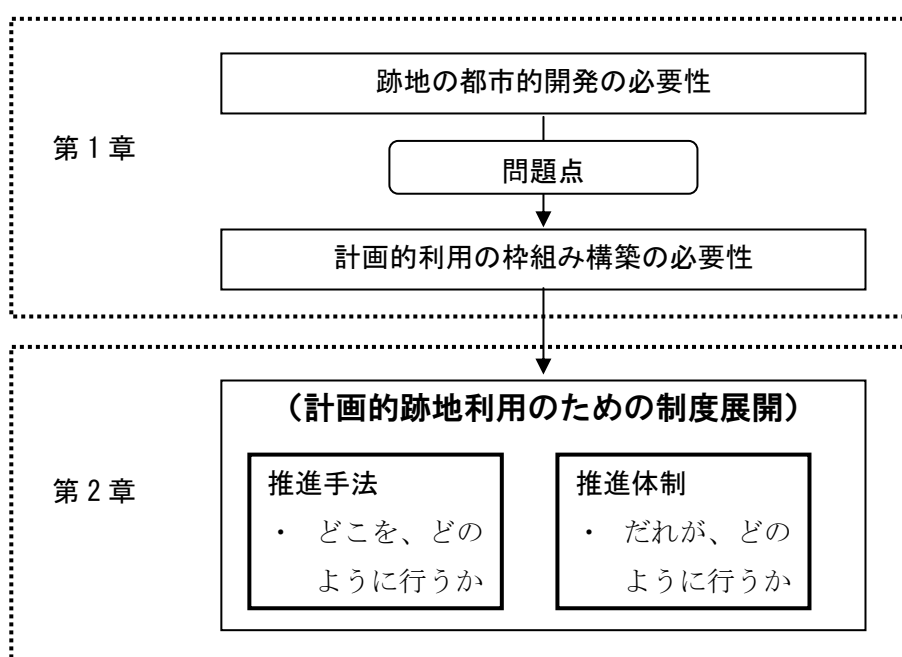 跡地の都市的開発の必要性
第1章
問題点
計画的利用の枠組み構築の必要性
(計画的跡地利用のための制度展開)
第2章
推進手法
・ どこを、どの
ように行うか
推進体制
・ だれが、どの
ように行うか